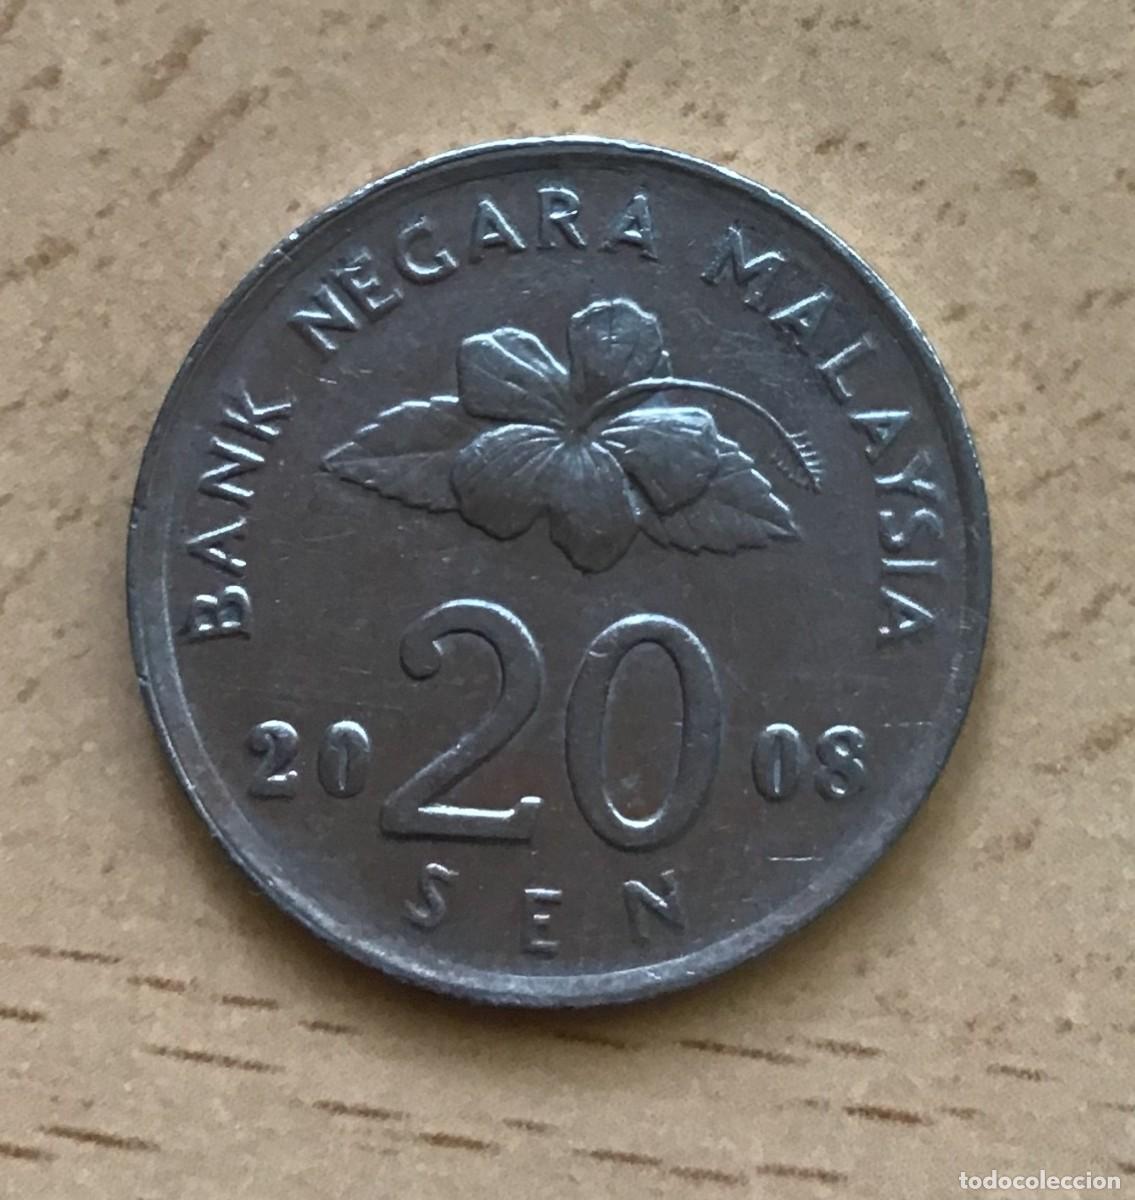 BANK NEGARA MALAYSIA
20 20 08
SEN
todocoleccion